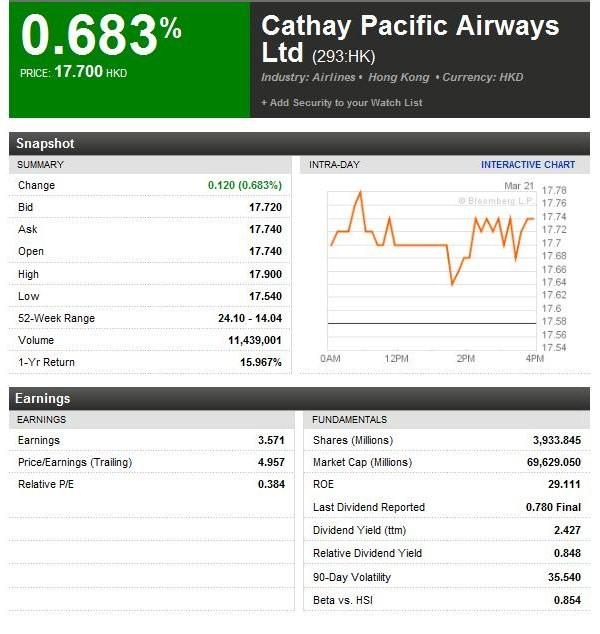 0.683%
PRICE: 17.700 HKD
Cathay Pacific Airways
Ltd (293:HK)
Industry: Airlines • Hong Kong • Currency: HKD
+ Add Security to your Watch List
Snapshot
SUMMARY
Change 0.120 (0.683%)
Bid 17.720
Ask 17.740
Open 17.740
High 17.900
Low 17.540
52-Week Range 24.10 - 14.04
Volume 11,439,001
1-Yr Return 15.967%
INTRA-DAY INTERACTIVE CHART
Mar 21
© Bloomberg L.P.
17.78
17.76
17.74
17.72
17.7
17.68
17.66
17.64
17.62
17.6
17.58
17.56
17.54
0AM 12PM 2PM 4PM
Earnings
EARNINGS
Earnings 3.571
Price/Earnings (Trailing) 4.957
Relative P/E 0.384
FUNDAMENTALS
Shares (Millions) 3,933.845
Market Cap (Millions) 69,629.050
ROE 29.111
Last Dividend Reported 0.780 Final
Dividend Yield (ttm) 2.427
Relative Dividend Yield 0.848
90-Day Volatility 35.540
Beta vs. HSI 0.854